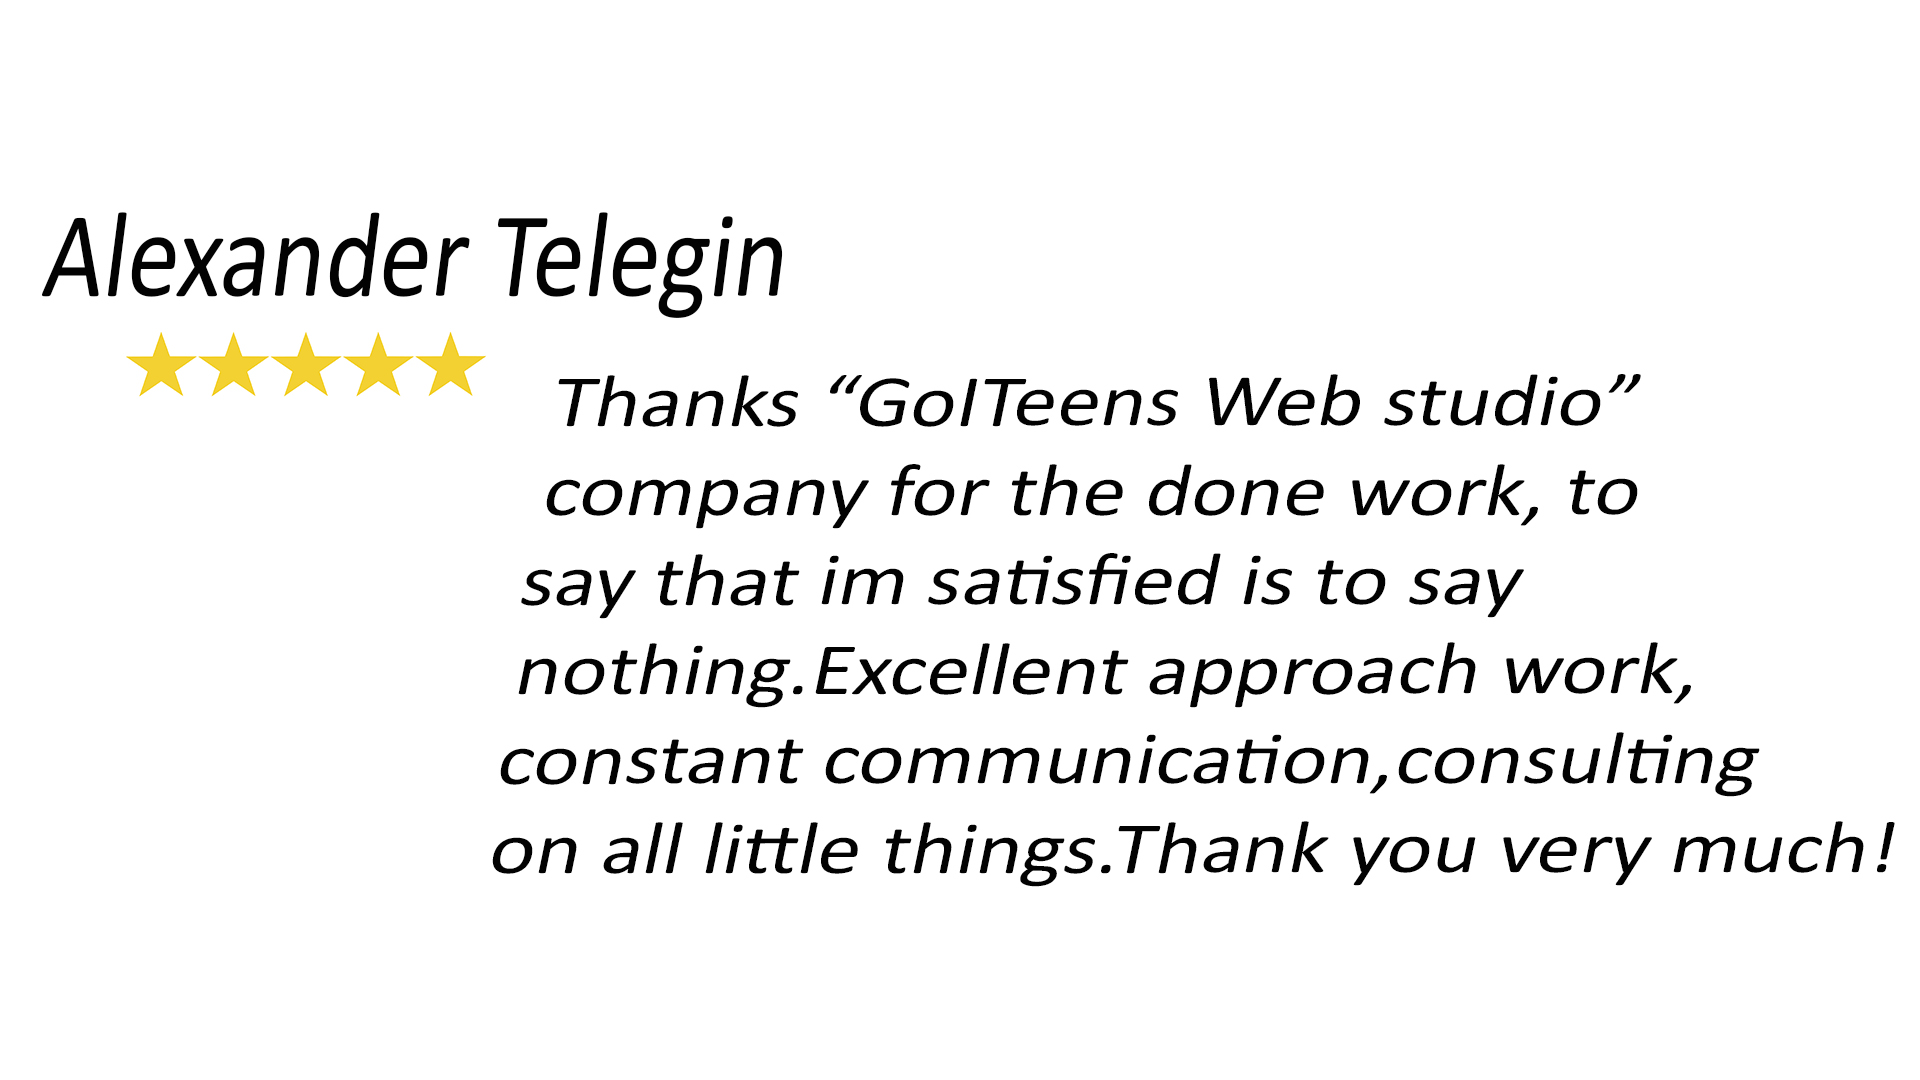 Alexander Telegin
Thanks “GoITeens Web studio”
company for the done work, to
say that im satisfied is to say
nothing.Excellent approach work,
constant communication,consulting
on all little things.Thank you very much!